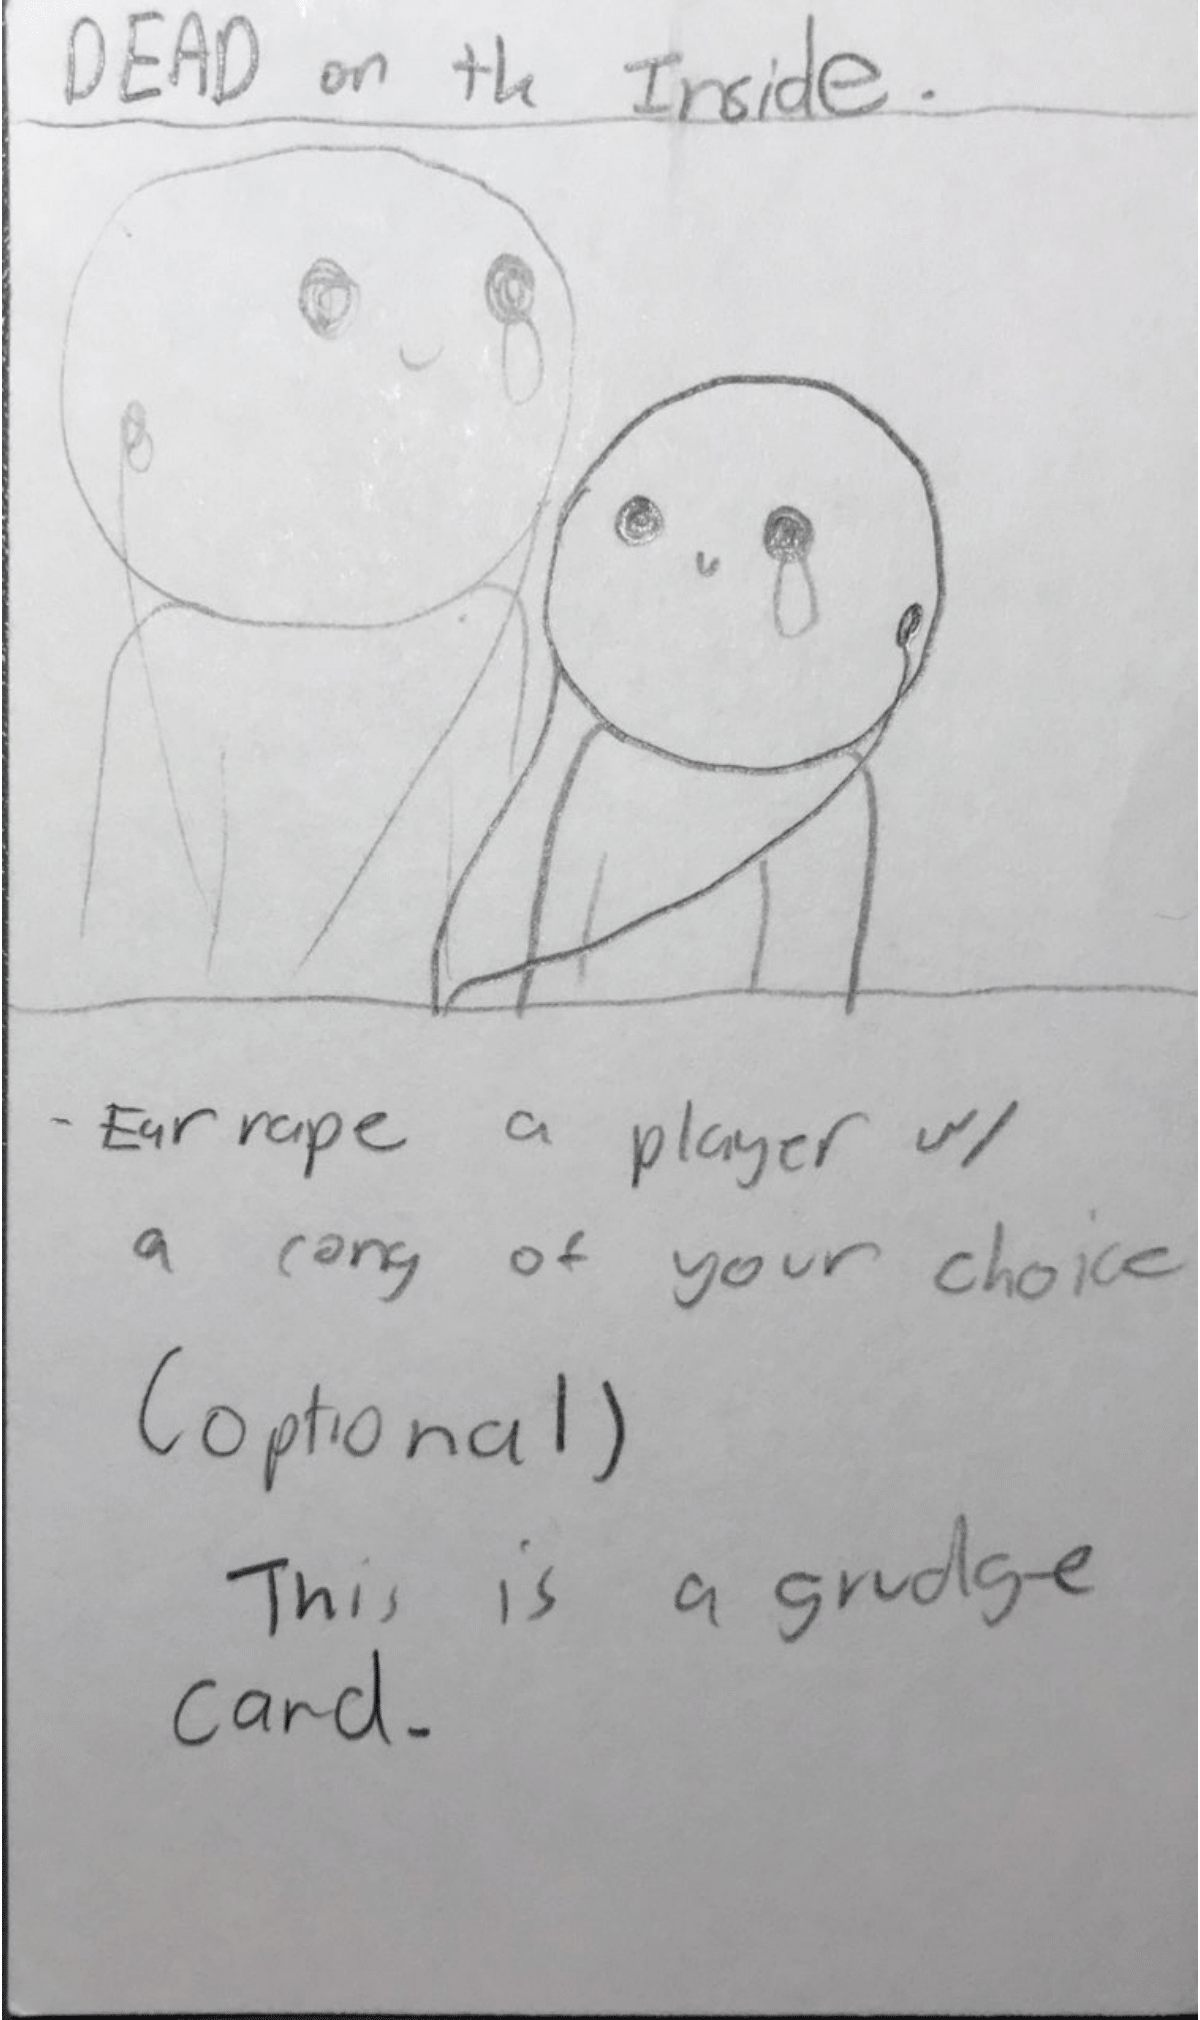 DEAD on the Inside.
- Ear rape a player w/
a song of your choice
(optional)
This is a grudge
card.